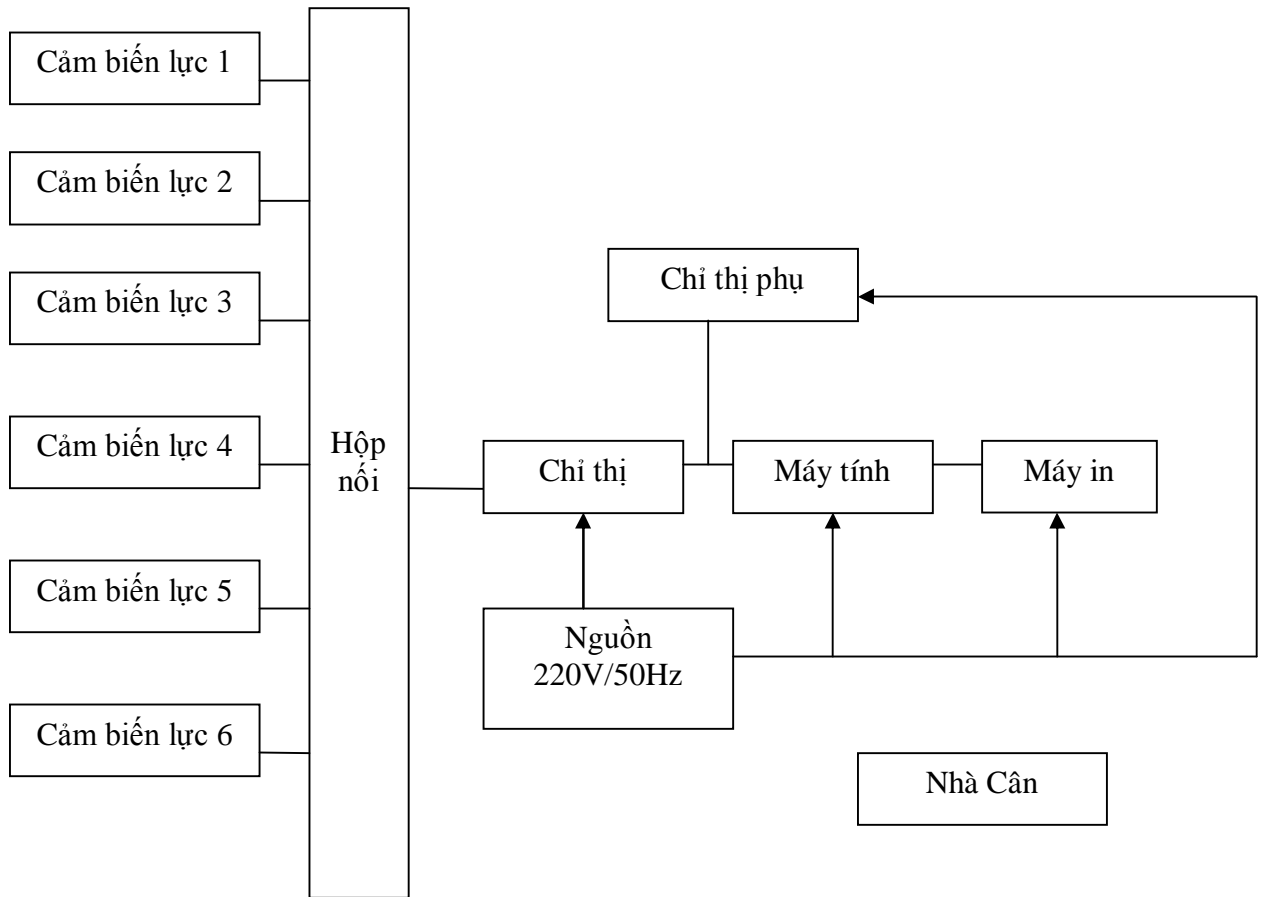 Cảm biến lực 1
Cảm biến lực 2
Cảm biến lực 3
Cảm biến lực 4
Cảm biến lực 5
Cảm biến lực 6
Hộp
nối
Chỉ thị phụ
Chỉ thị
Máy tính
Máy in
Nguồn
220V/50Hz
Nhà Cân